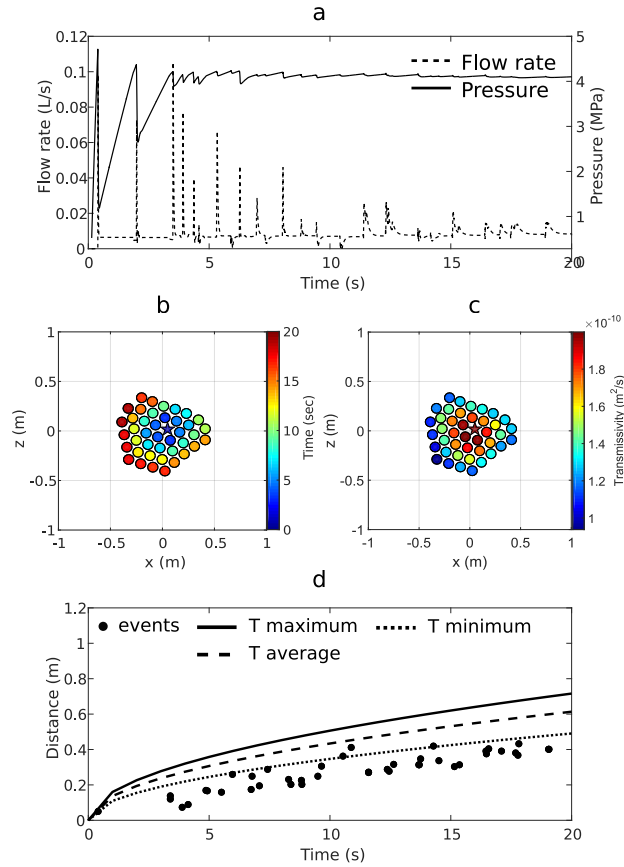 a
0.12
0.1
0.08
0.06
0.04
0.02
0
Flow rate (L/s)
5
4
3
2
1
0
Pressure (MPa)
Flow rate
Pressure
0 5 10 15 20
Time (s)
b
1
0.5
0
-0.5
-1
z (m)
-1 -0.5 0 0.5 1
x (m)
20
15
10
5
0
Time (sec)
c
1
0.5
0
-0.5
-1
z (m)
-1 -0.5 0 0.5 1
x (m)
×10⁻¹⁰
1.8
1.6
1.4
1.2
1
Transmissivity (m²/s)
d
1.2
1
0.8
0.6
0.4
0.2
0
Distance (m)
events T maximum T minimum
T average
0 5 10 15 20
Time (s)